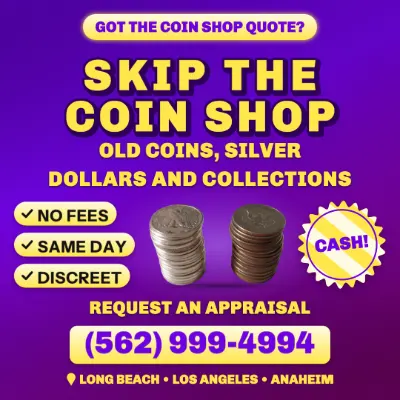 GOT THE COIN SHOP QUOTE?
SKIP THE
COIN SHOP
OLD COINS, SILVER
DOLLARS AND COLLECTIONS
NO FEES
SAME DAY
DISCREET
CASH!
REQUEST AN APPRAISAL
(562) 999-4994
LONG BEACH • LOS ANGELES • ANAHEIM